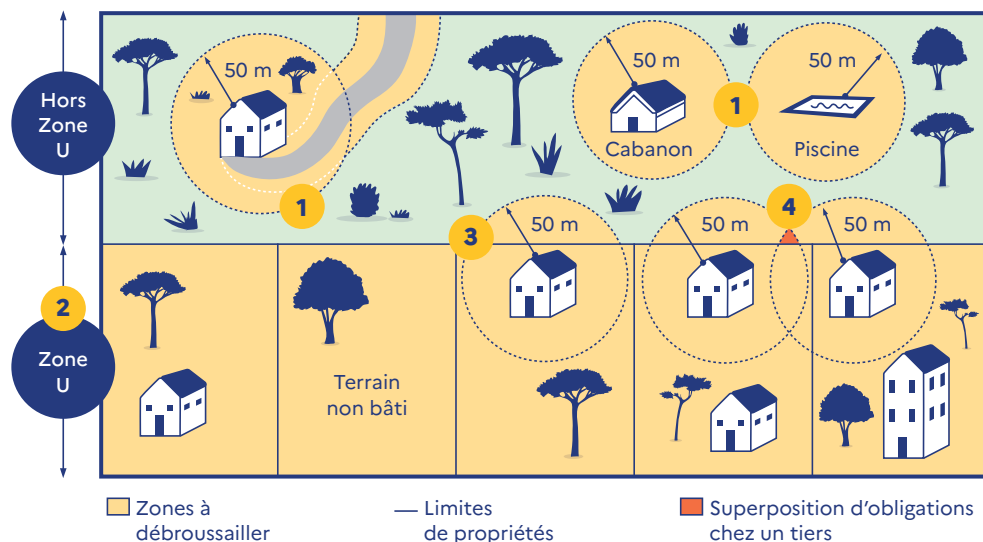 Hors
Zone
U
50 m
1
50 m
Cabanon
1
50 m
Piscine
3
50 m
50 m
4
50 m
2
Zone
U
Terrain
non bâti
Zones à
débroussailler
Limites
de propriétés
Superposition d'obligations
chez un tiers